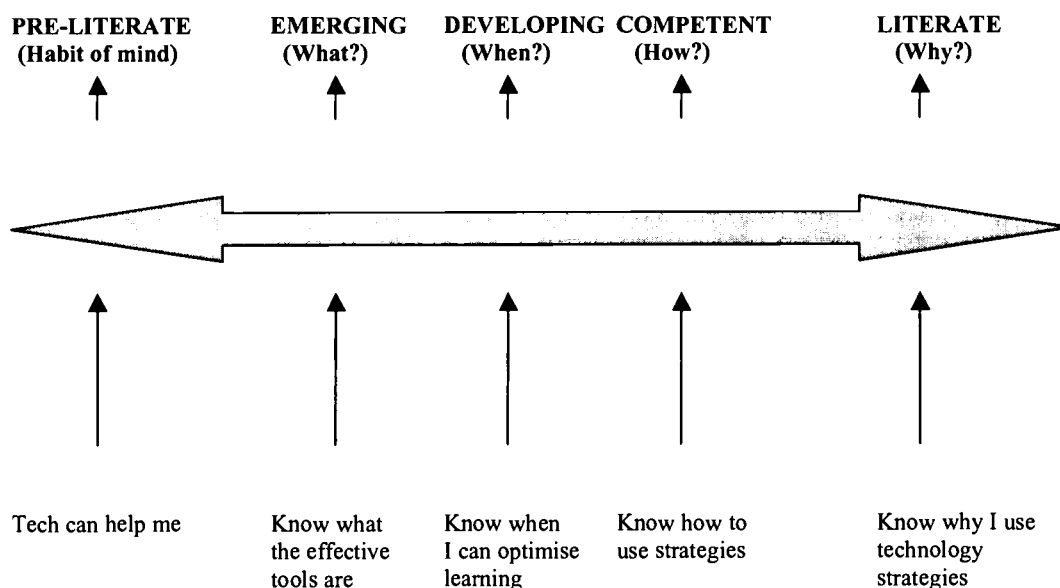 PRE-LITERATE EMERGING DEVELOPING COMPETENT LITERATE
(Habit of mind) (What?) (When?) (How?) (Why?)
Tech can help me Know what Know when Know how to Know why I use
the effective I can optimise use strategies technology
tools are learning strategies